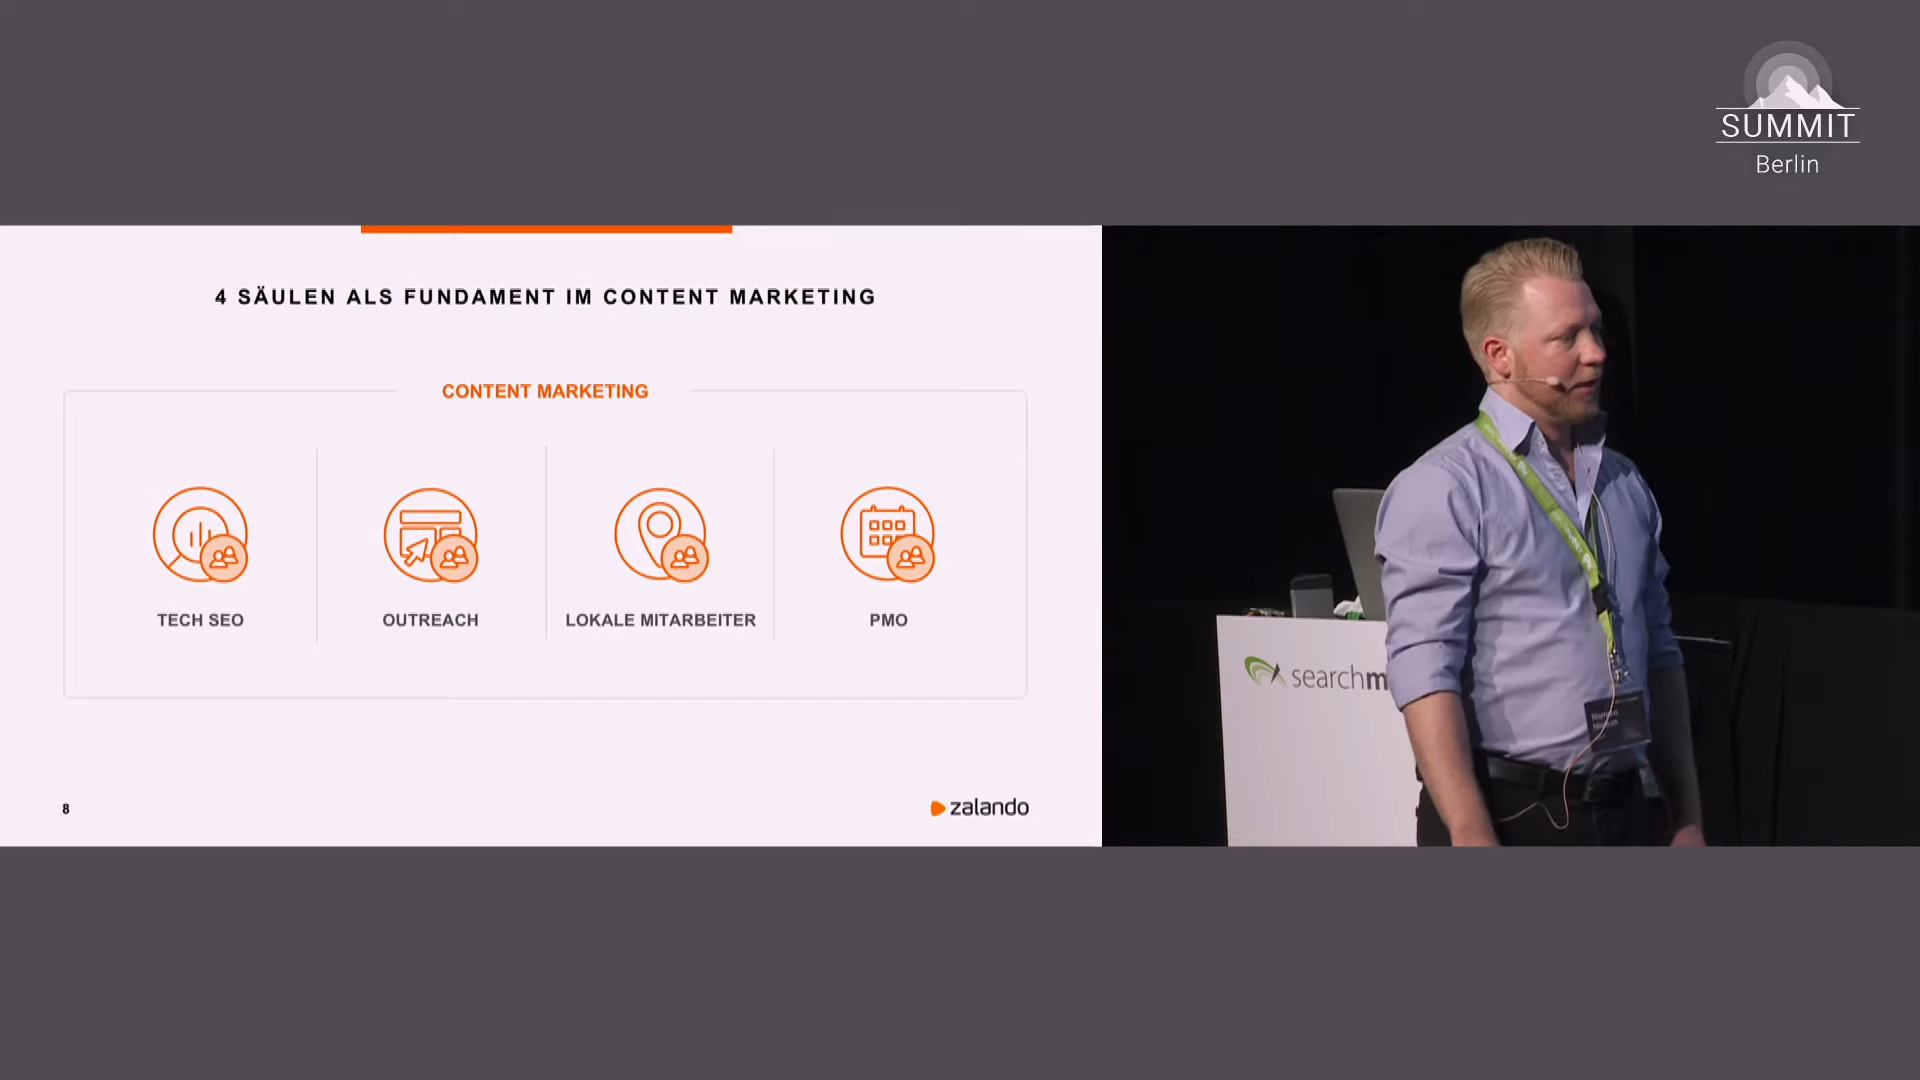 SUMMIT
Berlin
4 SÄULEN ALS FUNDAMENT IM CONTENT MARKETING
CONTENT MARKETING
TECH SEO
OUTREACH
LOKALE MITARBEITER
PMO
8
zalando
searchm